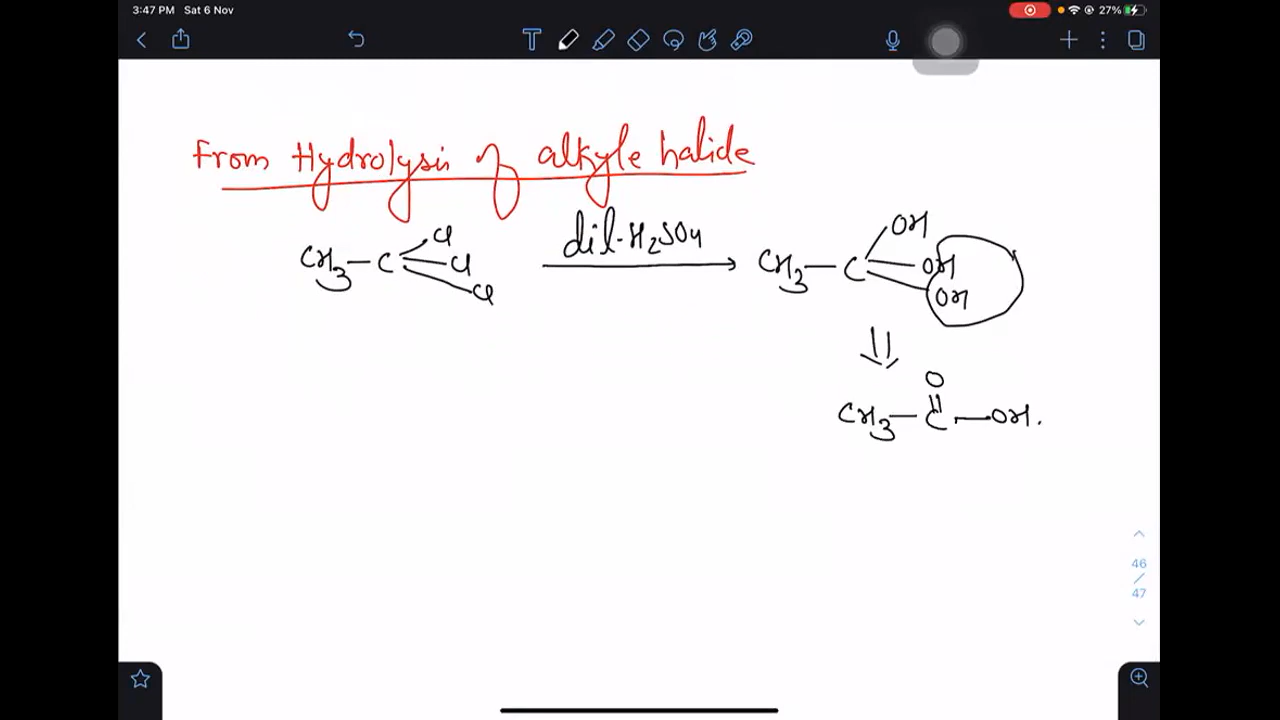 3:47 PM Sat 6 Nov
27%
T
From Hydrolysis of alkyle halide
CH3—C Cl Cl Cl
dil·H2SO4
CH3—C OH OH OH
O
CH3—C—OH.
46
/
47